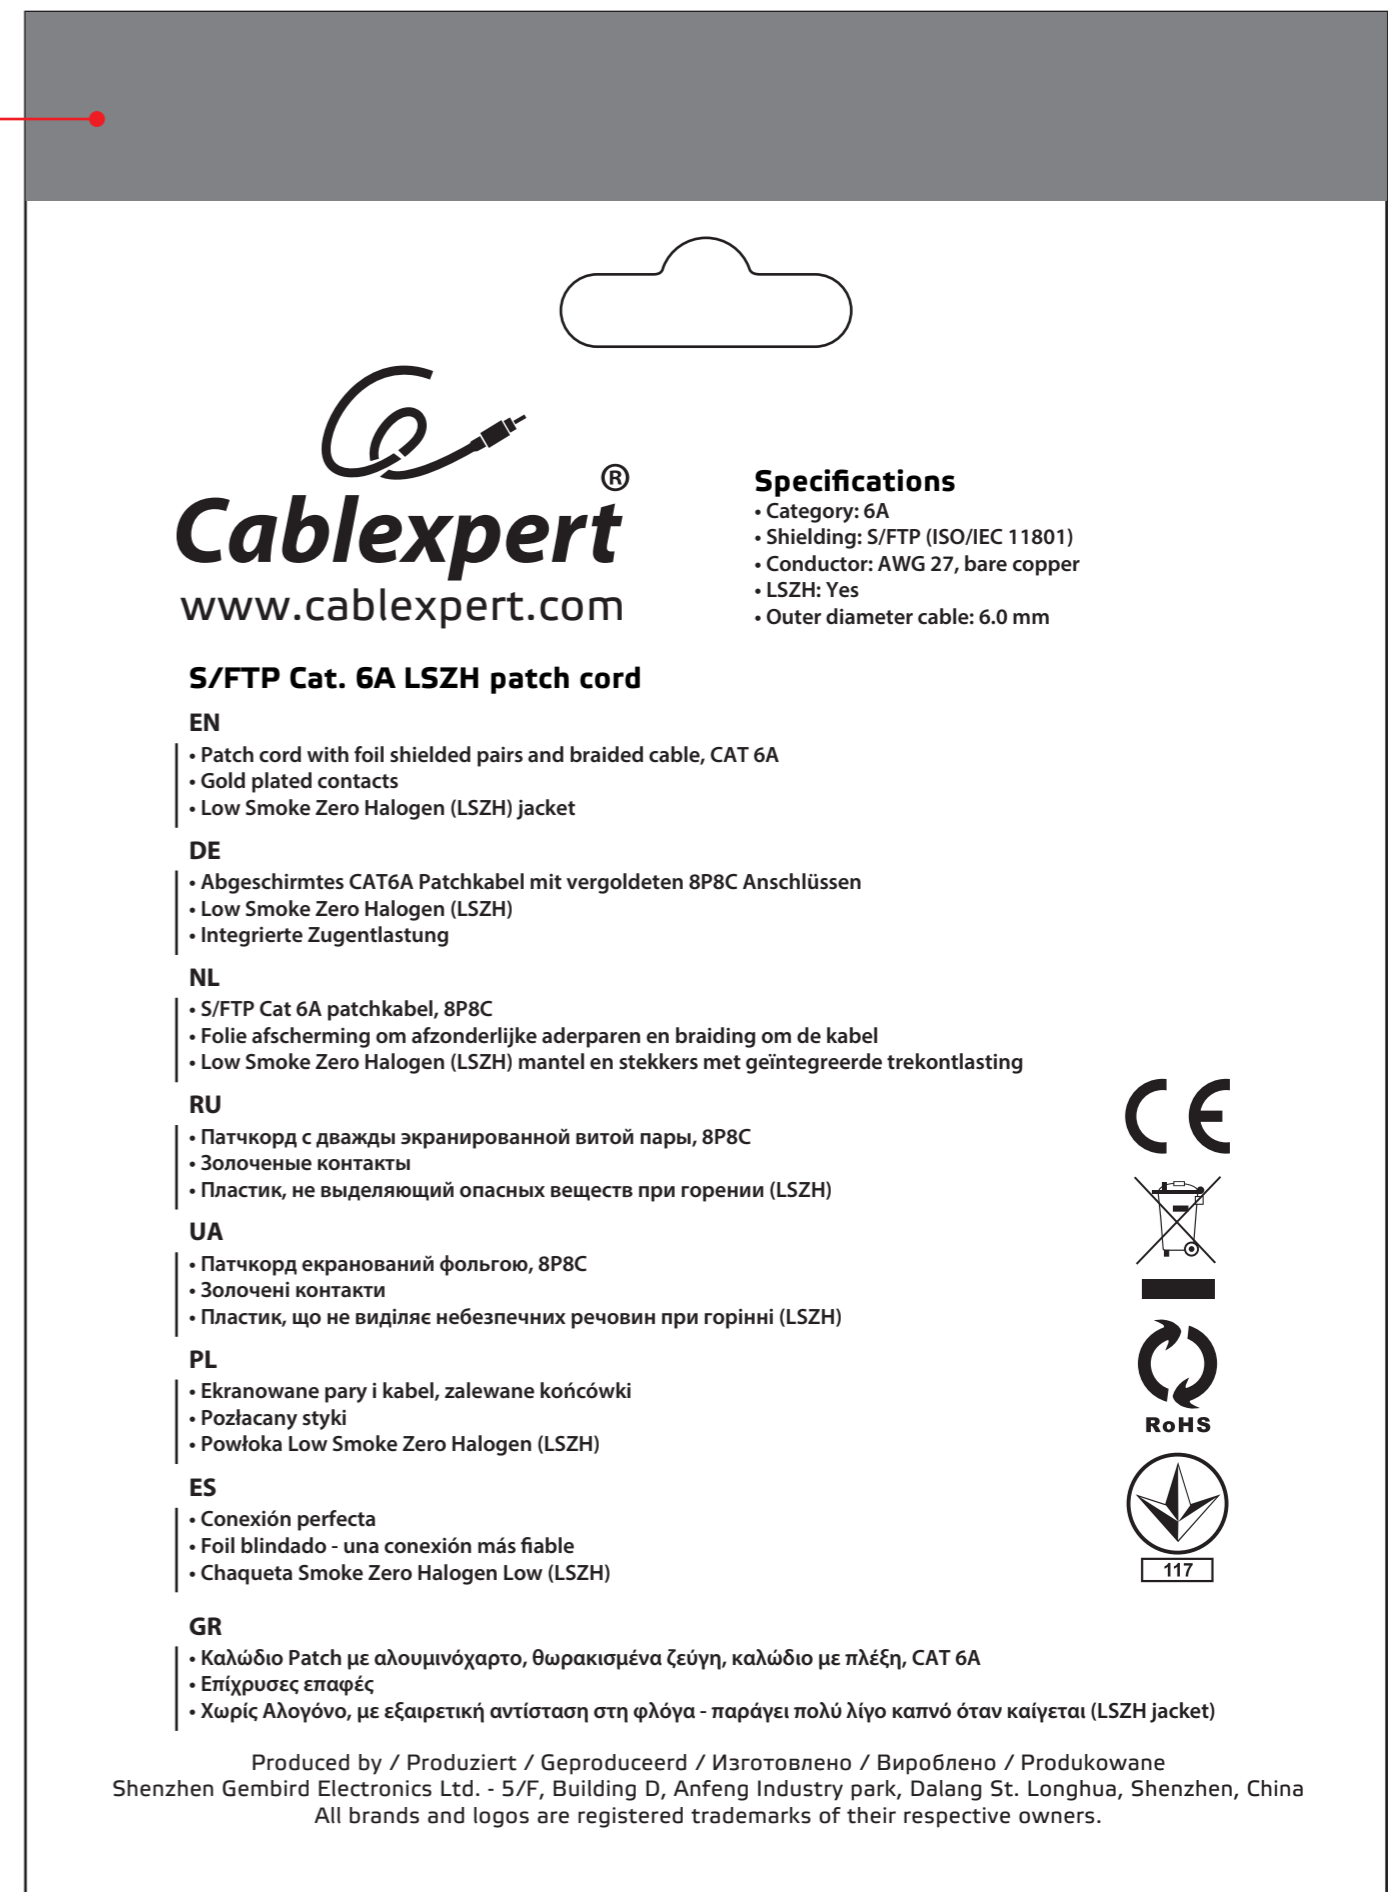 Cablexpert®
www.cablexpert.com
Specifications
• Category: 6A
• Shielding: S/FTP (ISO/IEC 11801)
• Conductor: AWG 27, bare copper
• LSZH: Yes
• Outer diameter cable: 6.0 mm
S/FTP Cat. 6A LSZH patch cord
EN
• Patch cord with foil shielded pairs and braided cable, CAT 6A
• Gold plated contacts
• Low Smoke Zero Halogen (LSZH) jacket
DE
• Abgeschirmtes CAT6A Patchkabel mit vergoldeten 8P8C Anschlüssen
• Low Smoke Zero Halogen (LSZH)
• Integrierte Zugentlastung
NL
• S/FTP Cat 6A patchkabel, 8P8C
• Folie afscherming om afzonderlijke aderparen en braiding om de kabel
• Low Smoke Zero Halogen (LSZH) mantel en stekkers met geïntegreerde trekontlasting
RU
• Патчкорд с дважды экранированной витой пары, 8P8C
• Золоченые контакты
• Пластик, не выделяющий опасных веществ при горении (LSZH)
UA
• Патчкорд екранований фольгою, 8P8C
• Золочені контакти
• Пластик, що не виділяє небезпечних речовин при горінні (LSZH)
PL
• Ekranowane pary i kabel, zalewane końcówki
• Pozłacany styki
• Powłoka Low Smoke Zero Halogen (LSZH)
ES
• Conexión perfecta
• Foil blindado - una conexión más fiable
• Chaqueta Smoke Zero Halogen Low (LSZH)
GR
• Καλώδιο Patch με αλουμινόχαρτο, θωρακισμένα ζεύγη, καλώδιο με πλέξη, CAT 6A
• Επίχρυσες επαφές
• Χωρίς Αλογόνο, με εξαιρετική αντίσταση στη φλόγα - παράγει πολύ λίγο καπνό όταν καίγεται (LSZH jacket)
CE
RoHS
117
Produced by / Produziert / Geproduceerd / Изготовлено / Вироблено / Produkowane
Shenzhen Gembird Electronics Ltd. - 5/F, Building D, Anfeng Industry park, Dalang St. Longhua, Shenzhen, China
All brands and logos are registered trademarks of their respective owners.